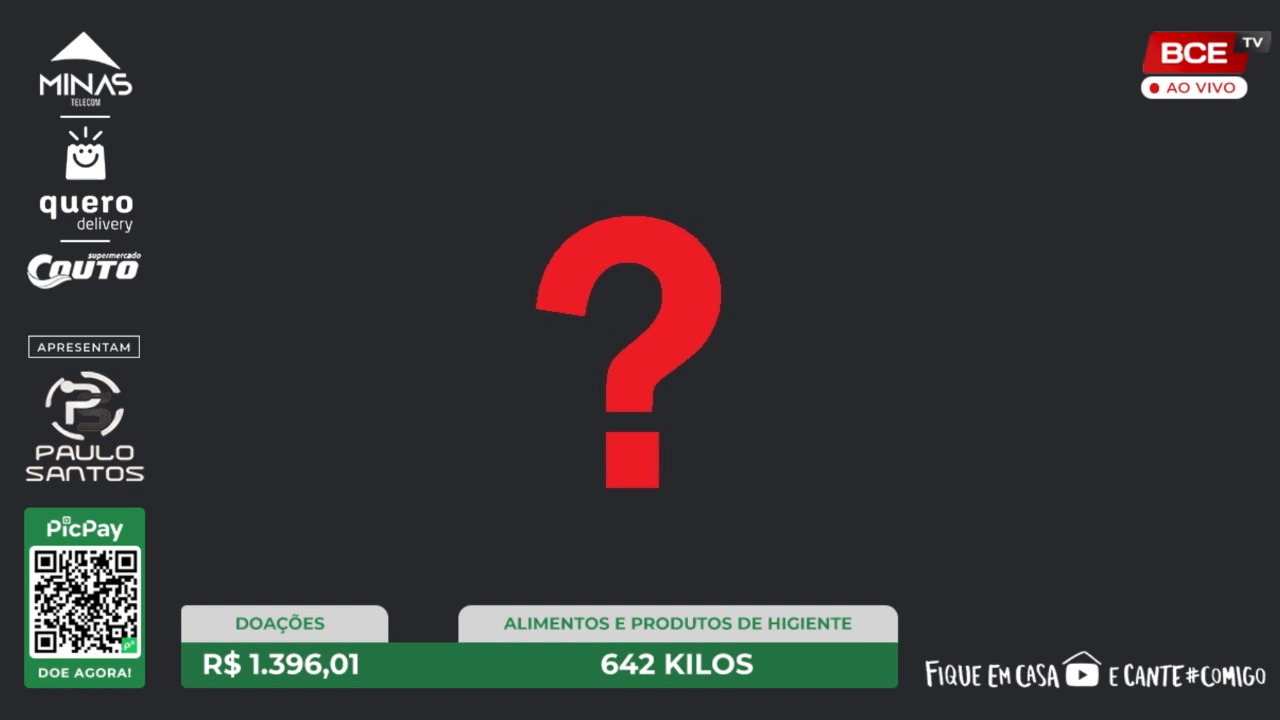 MINAS
TELECOM
quero
delivery
supermercado
COUTO
APRESENTAM
PS
PAULO
SANTOS
PicPay
DOE AGORA!
?
DOAÇÕES
R$ 1.396,01
ALIMENTOS E PRODUTOS DE HIGIENTE
642 KILOS
BCE TV
AO VIVO
FIQUE EM CASA E CANTE #COMIGO